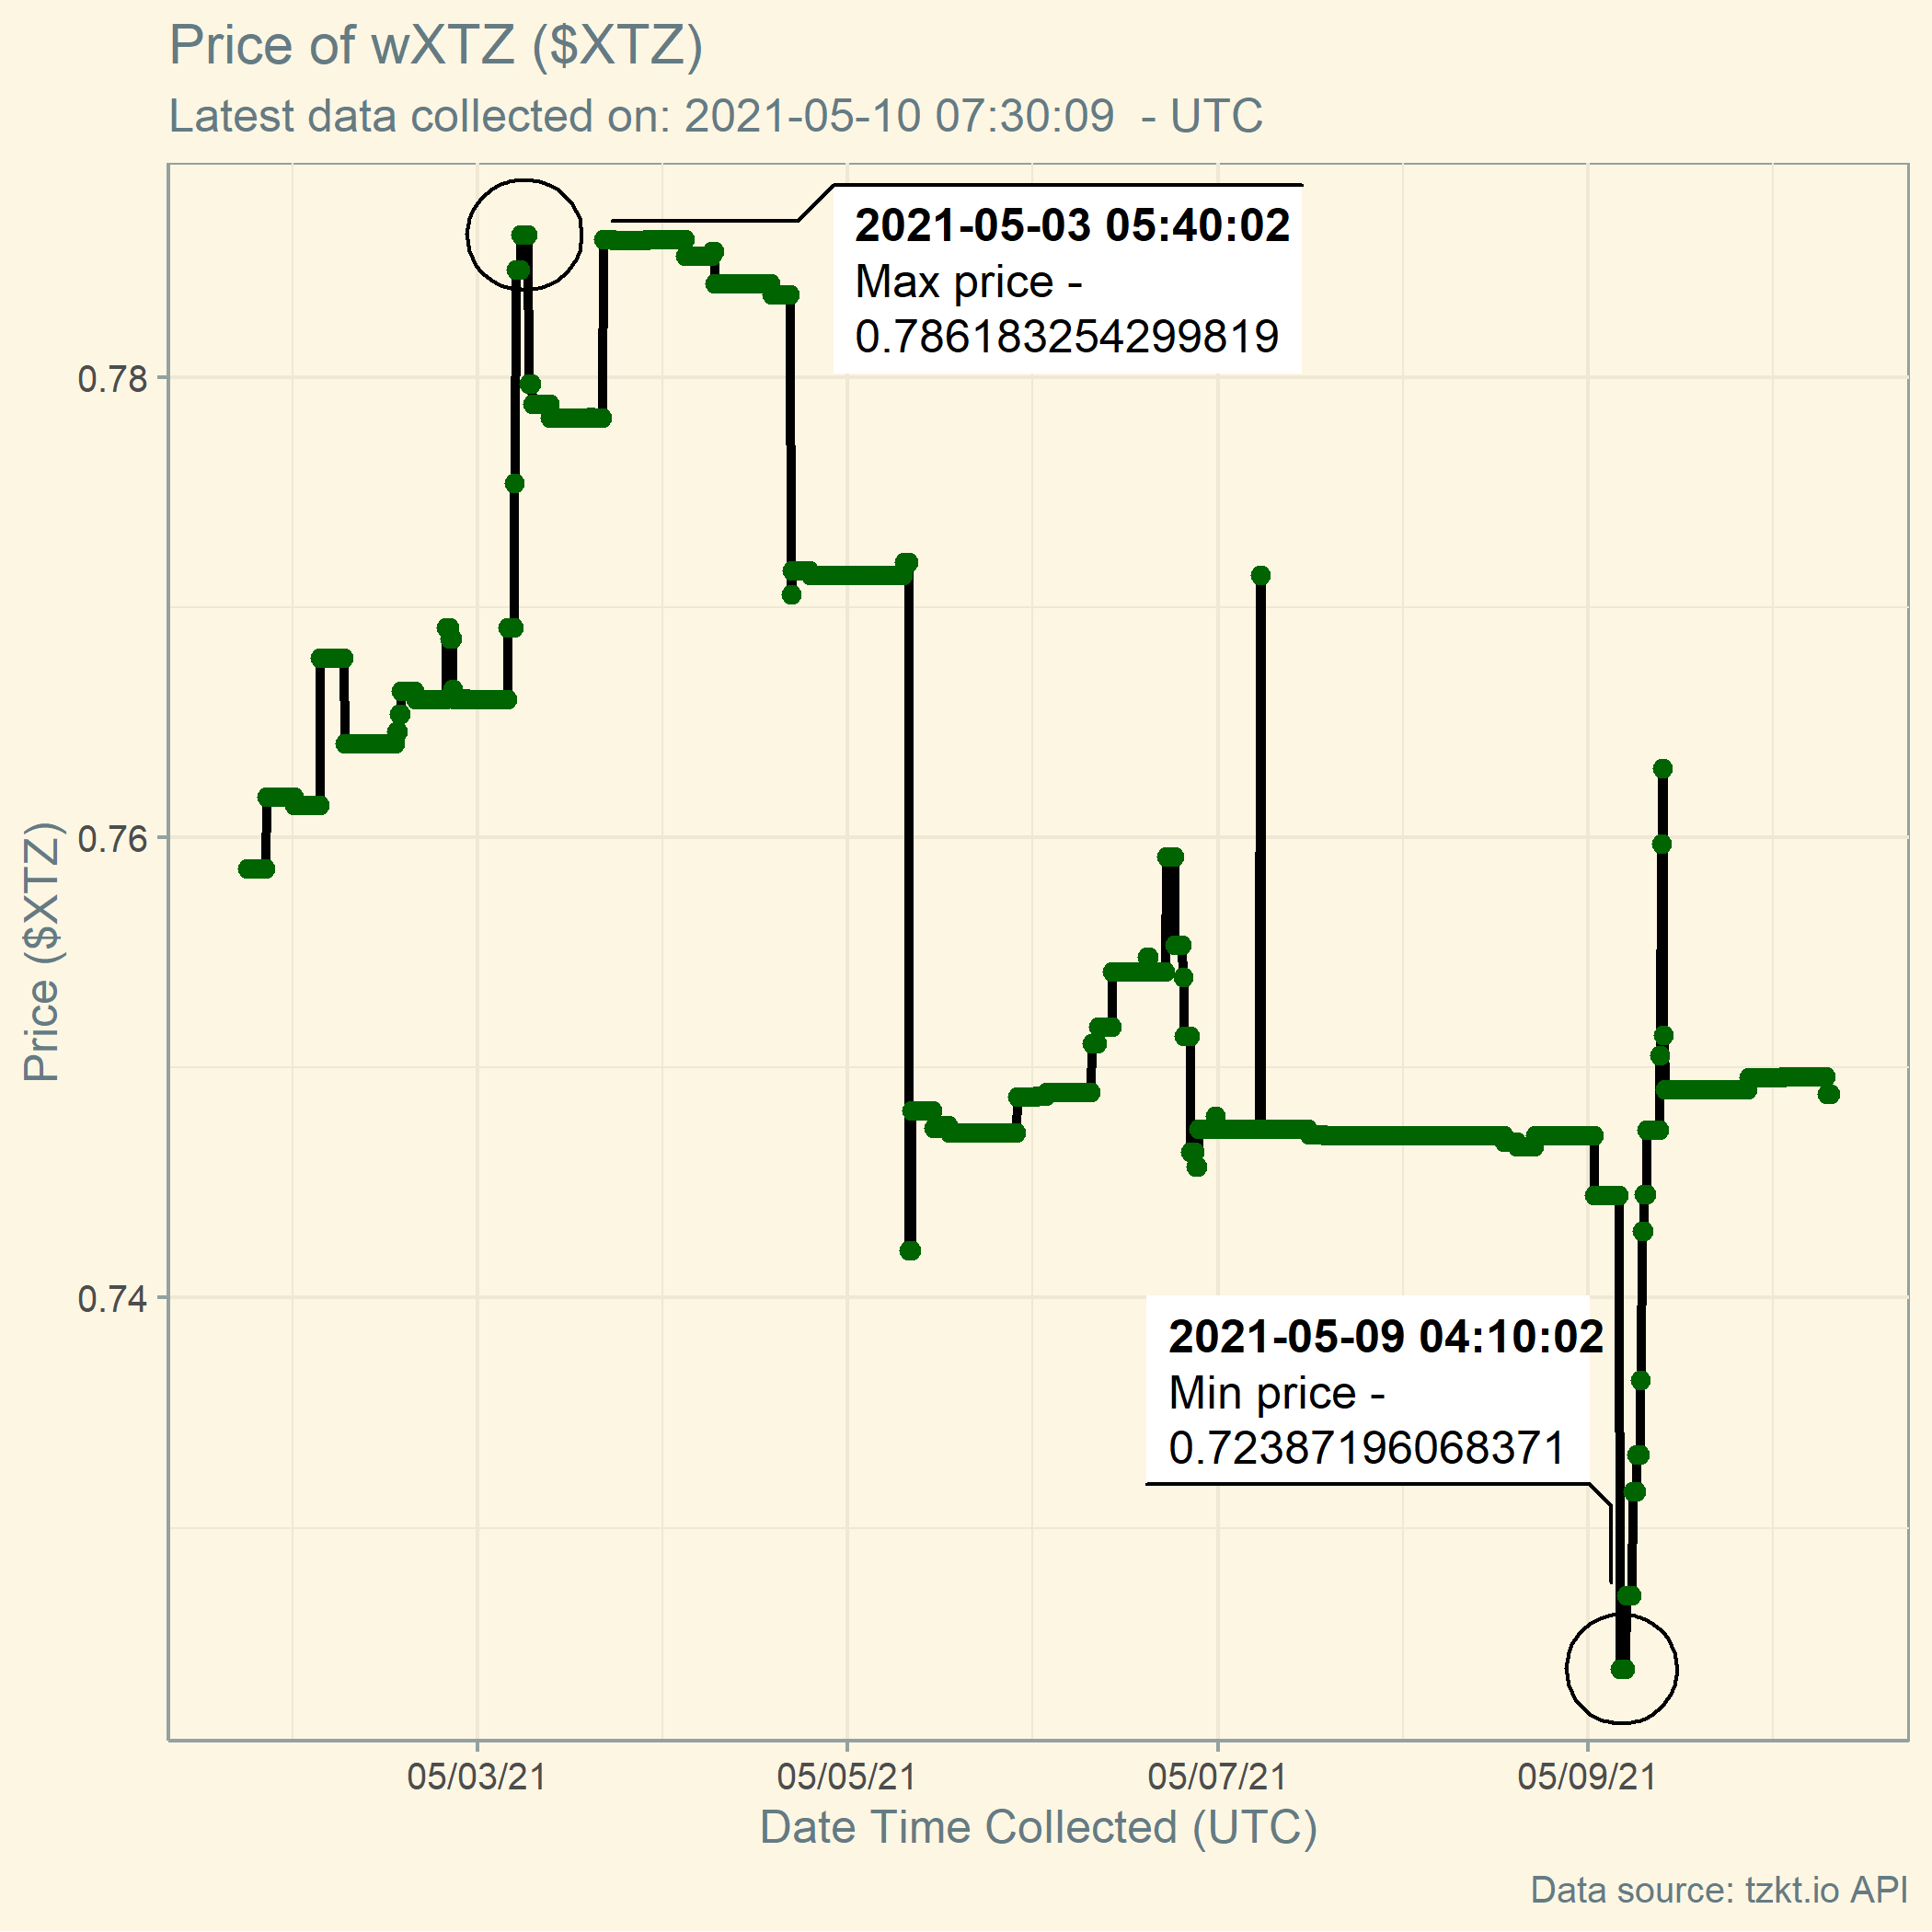 Price of wXTZ ($XTZ)
Latest data collected on: 2021-05-10 07:30:09  - UTC
2021-05-03 05:40:02
Max price -
0.786183254299819
0.78
0.76
0.74
Price ($XTZ)
2021-05-09 04:10:02
Min price -
0.72387196068371
05/03/21
05/05/21
05/07/21
05/09/21
Date Time Collected (UTC)
Data source: tzkt.io API